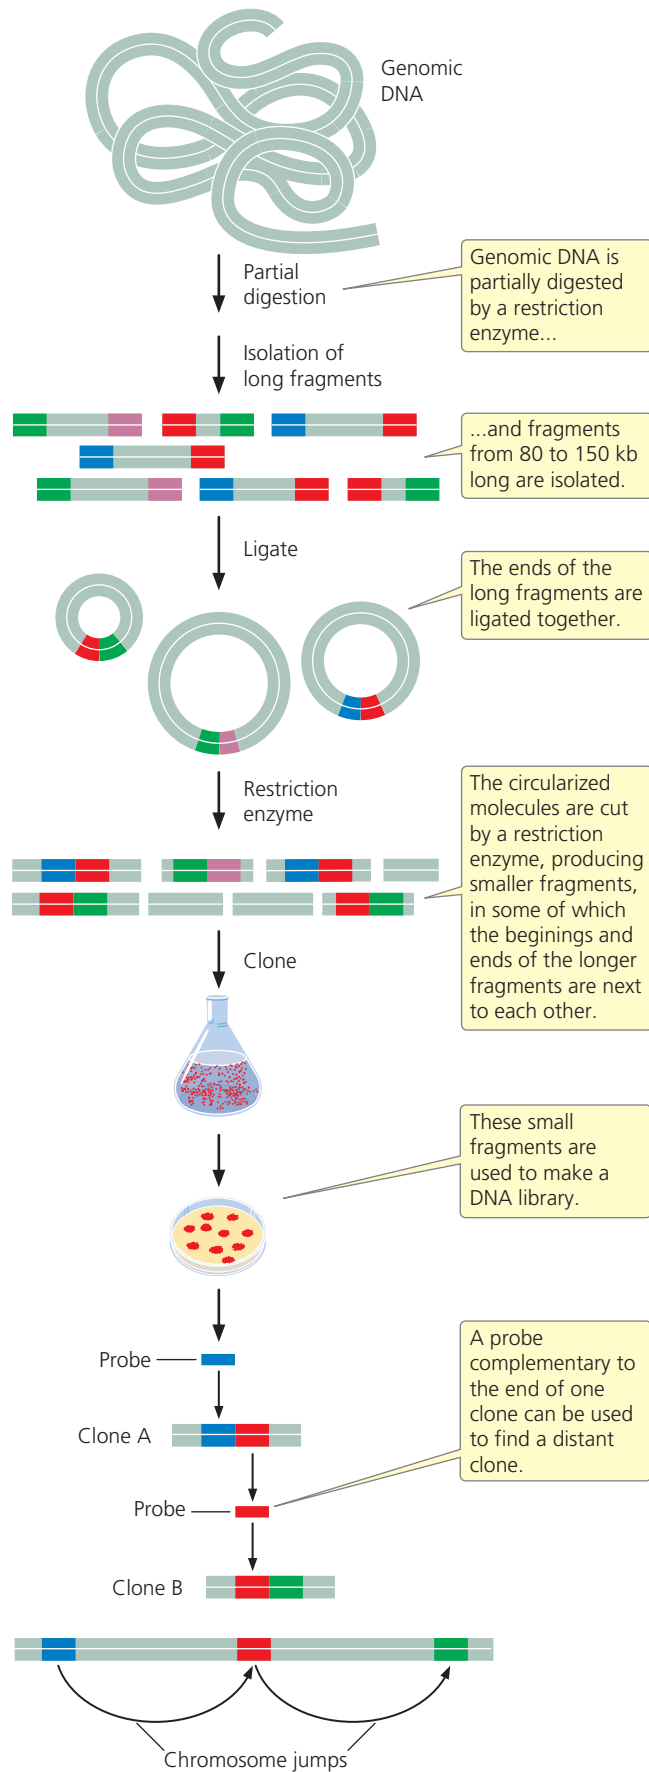 Genomic
DNA
Partial
digestion
Genomic DNA is
partially digested
by a restriction
enzyme...
Isolation of
long fragments
...and fragments
from 80 to 150 kb
long are isolated.
Ligate
The ends of the
long fragments are
ligated together.
Restriction
enzyme
The circularized
molecules are cut
by a restriction
enzyme, producing
smaller fragments,
in some of which
the beginings and
ends of the longer
fragments are next
to each other.
Clone
These small
fragments are
used to make a
DNA library.
Probe
A probe
complementary to
the end of one
clone can be used
to find a distant
clone.
Clone A
Probe
Clone B
Chromosome jumps